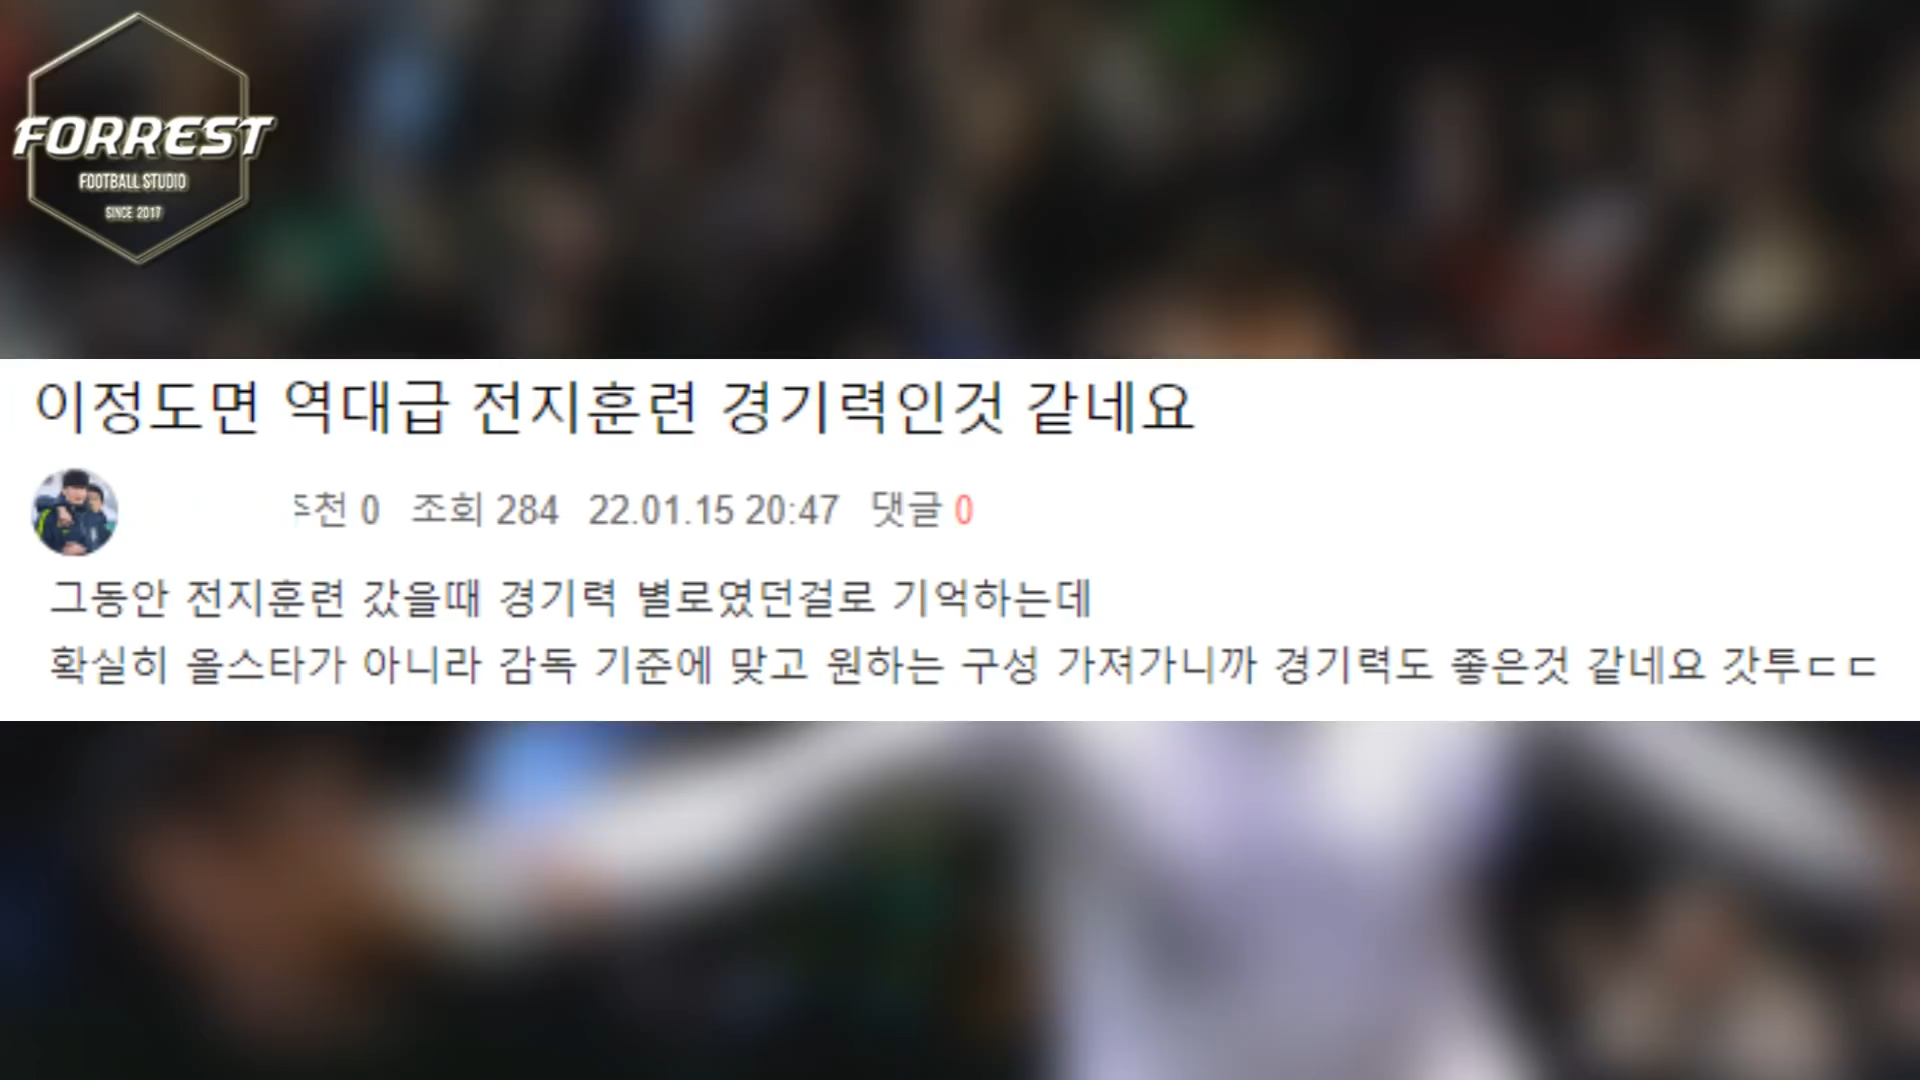 FORREST
FOOTBALL STUDIO
SINCE 2017
이정도면 역대급 전지훈련 경기력인것 같네요
추천 0 조회 284 22.01.15 20:47 댓글 0
그동안 전지훈련 갔을때 경기력 별로였던걸로 기억하는데
확실히 올스타가 아니라 감독 기준에 맞고 원하는 구성 가져가니까 경기력도 좋은것 같네요 갓투ㄷㄷ